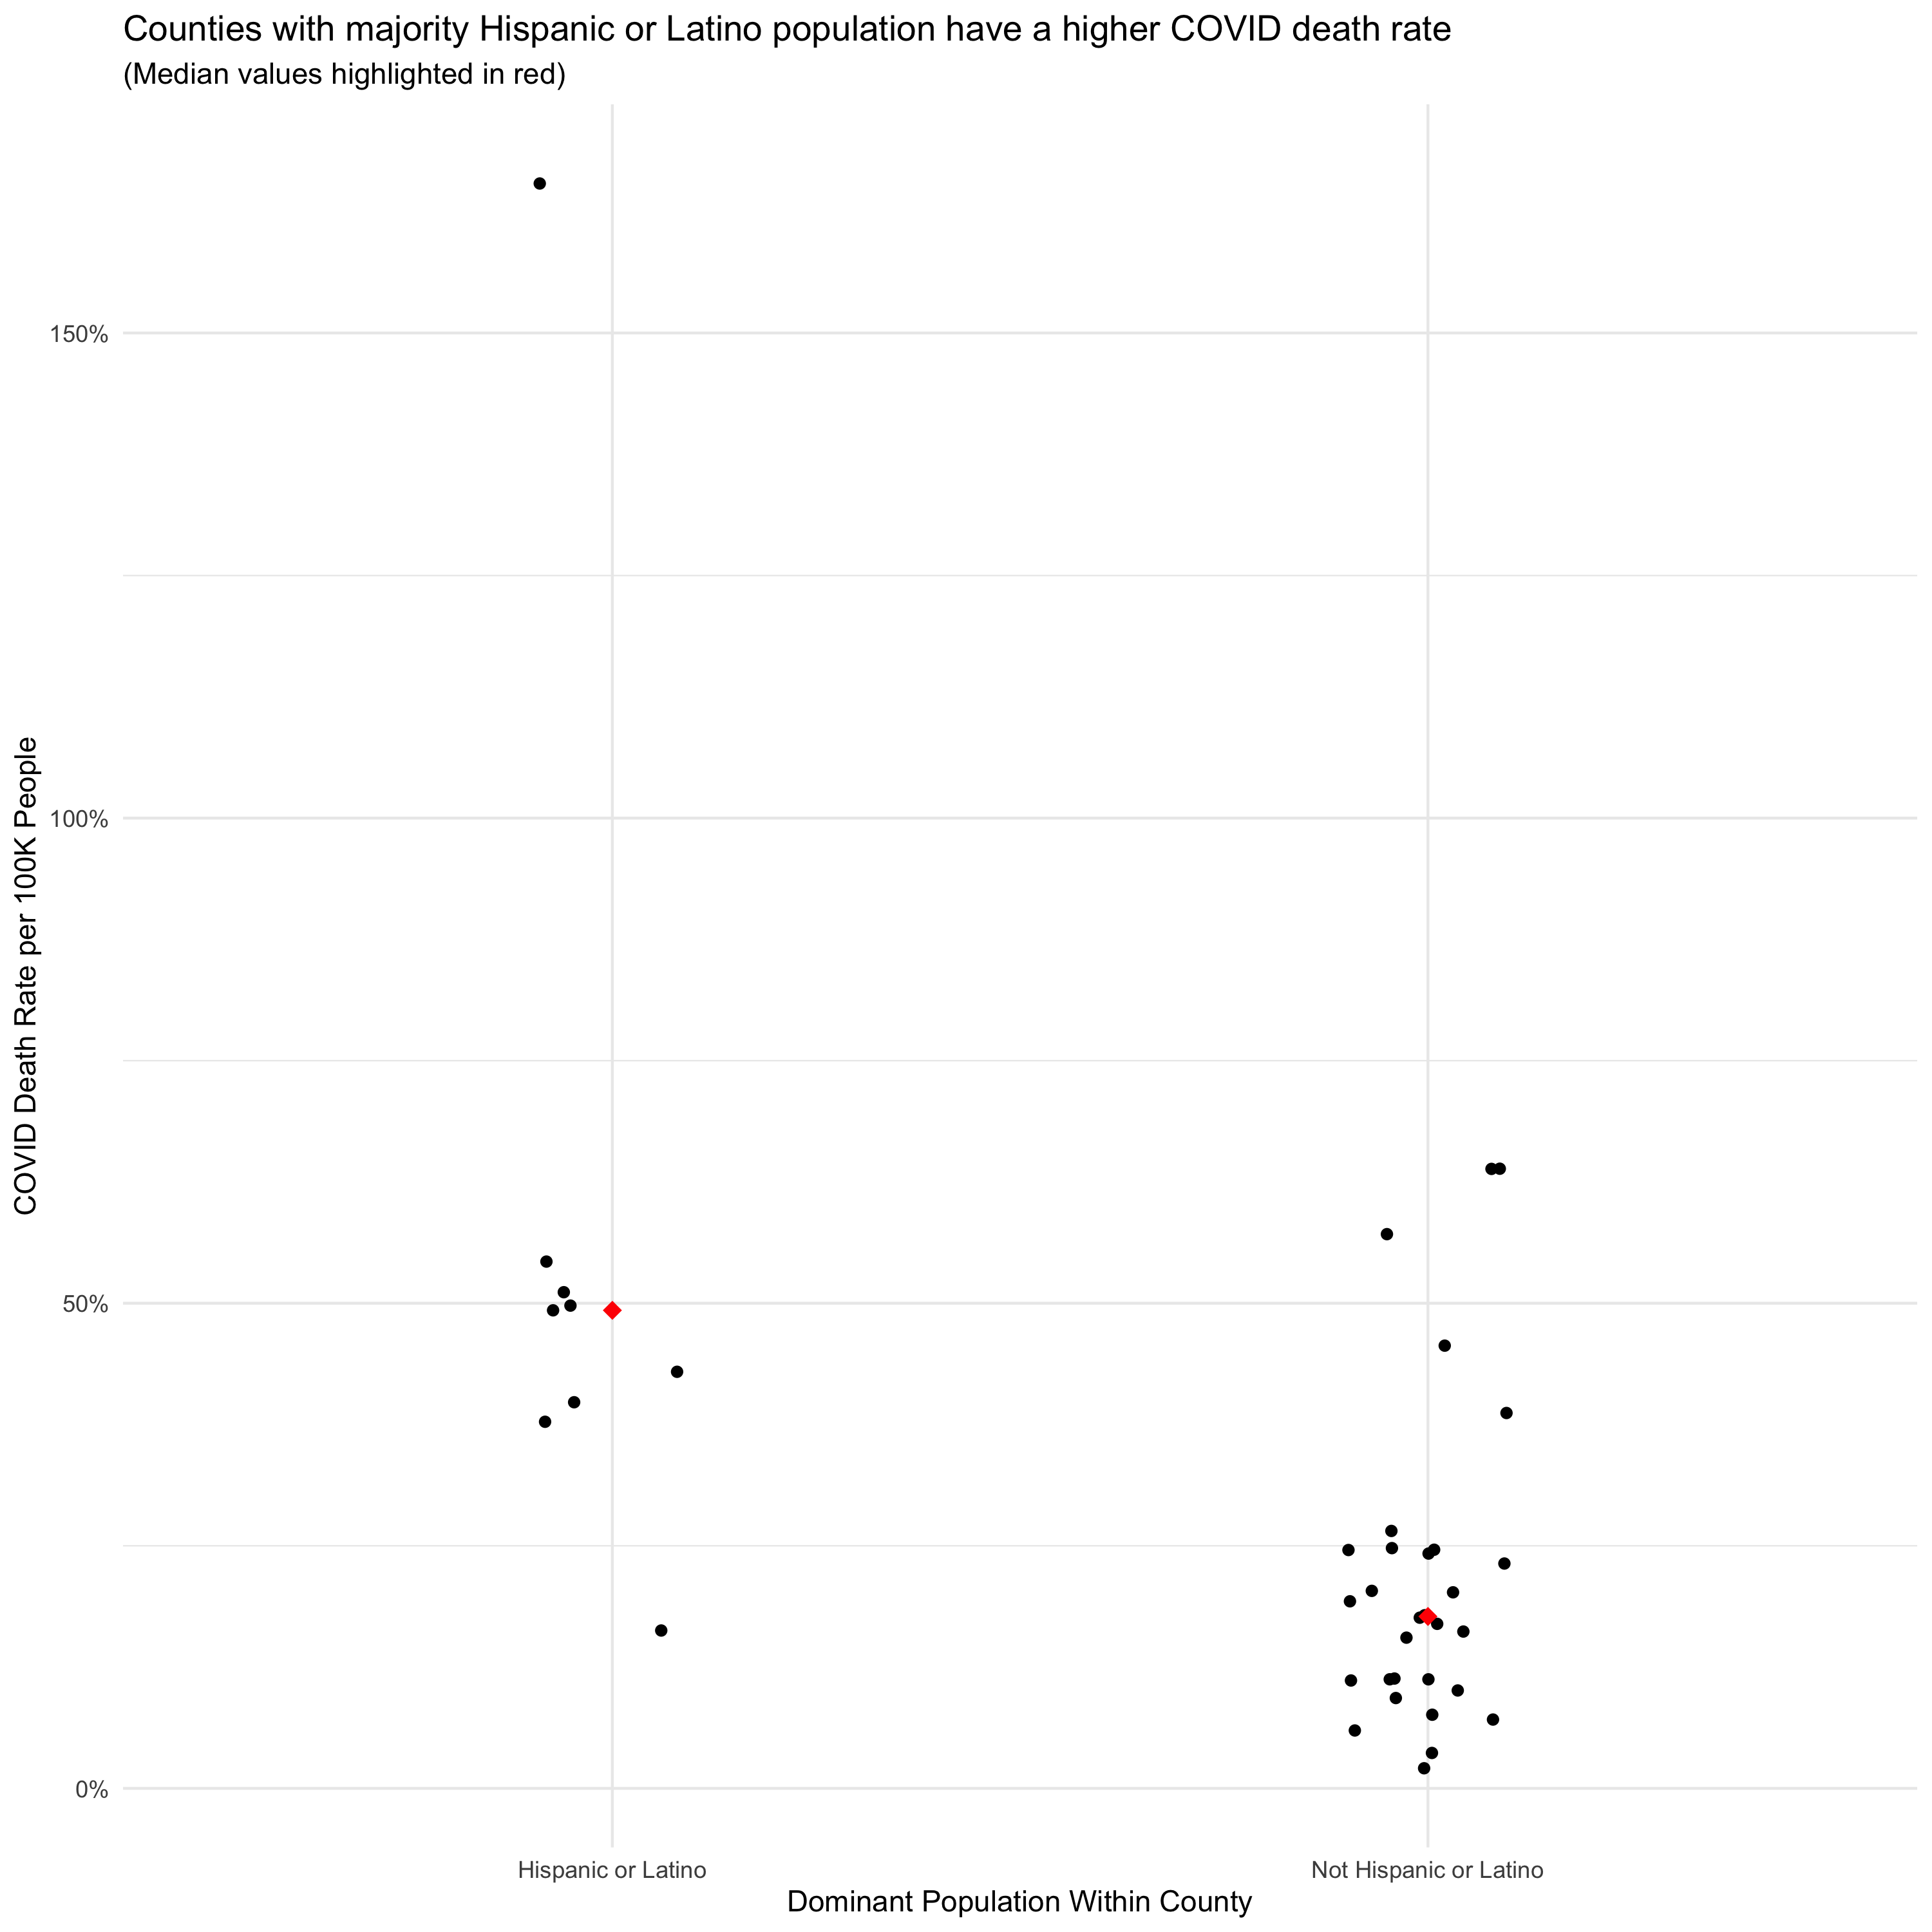 Counties with majority Hispanic or Latino population have a higher COVID death rate
(Median values highlighted in red)
COVID Death Rate per 100K People
150%
100%
50%
0%
Hispanic or Latino
Not Hispanic or Latino
Dominant Population Within County